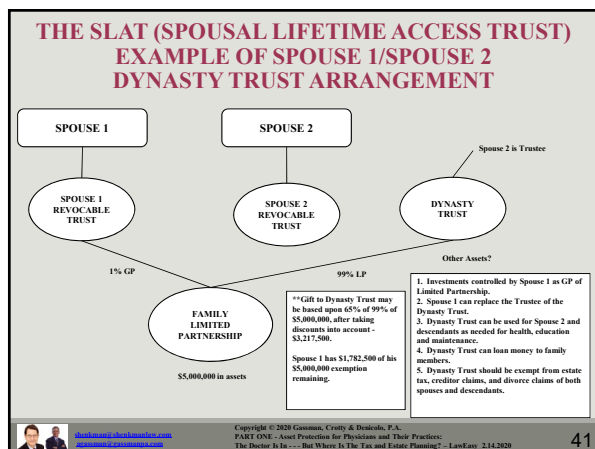 THE SLAT (SPOUSAL LIFETIME ACCESS TRUST)
EXAMPLE OF SPOUSE 1/SPOUSE 2
DYNASTY TRUST ARRANGEMENT
SPOUSE 1
SPOUSE 2
Spouse 2 is Trustee
SPOUSE 1
REVOCABLE
TRUST
SPOUSE 2
REVOCABLE
TRUST
DYNASTY
TRUST
Other Assets?
1% GP
99% LP
FAMILY
LIMITED
PARTNERSHIP
$5,000,000 in assets
**Gift to Dynasty Trust may
be based upon 65% of 99% of
$5,000,000, after taking
discounts into account -
$3,217,500.
Spouse 1 has $1,782,500 of his
$5,000,000 exemption
remaining.
1. Investments controlled by Spouse 1 as GP of
Limited Partnership.
2. Spouse 1 can replace the Trustee of the
Dynasty Trust.
3. Dynasty Trust can be used for Spouse 2 and
descendants as needed for health, education
and maintenance.
4. Dynasty Trust can loan money to family
members.
5. Dynasty Trust should be exempt from estate
tax, creditor claims, and divorce claims of both
spouses and descendants.
shenkman@shenkmanlaw.com
agassman@gassmanpa.com
Copyright © 2020 Gassman, Crotty & Denicolo, P.A.
PART ONE - Asset Protection for Physicians and Their Practices:
The Doctor Is In - - - But Where Is The Tax and Estate Planning? – LawEasy 2.14.2020
41